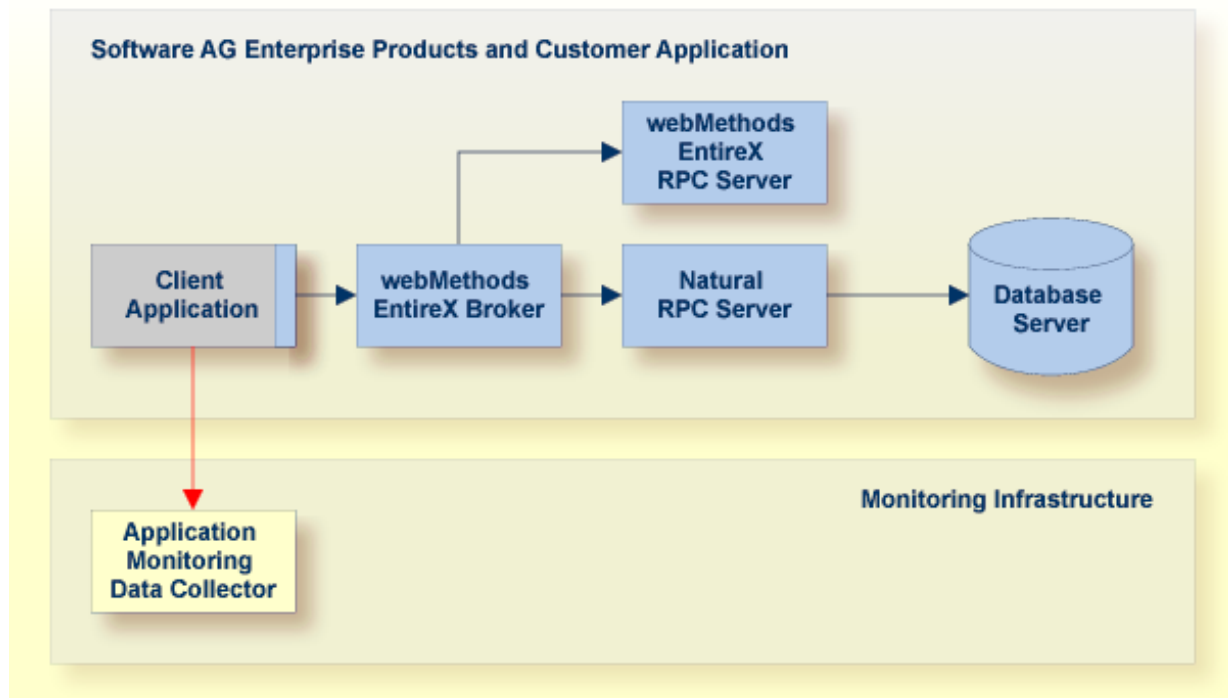 Software AG Enterprise Products and Customer Application
webMethods
EntireX
RPC Server
Client
Application
webMethods
EntireX Broker
Natural
RPC Server
Database
Server
Monitoring Infrastructure
Application
Monitoring
Data Collector